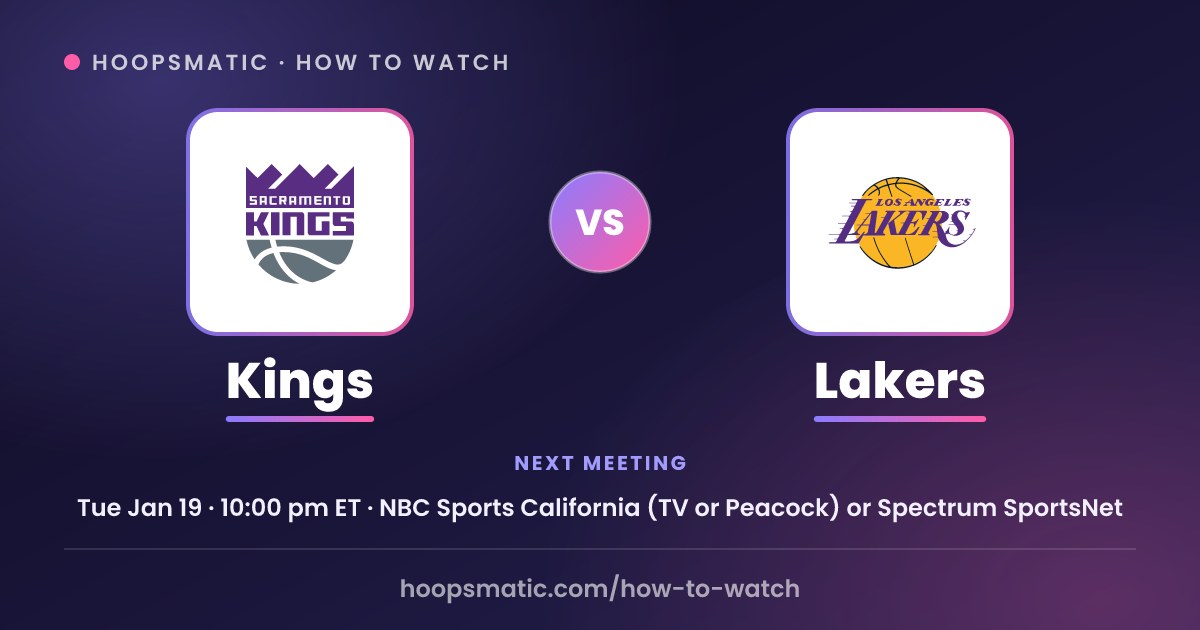 HOOPSMATIC · HOW TO WATCH
SACRAMENTO
KINGS
VS
LOS ANGELES
LAKERS
Kings
Lakers
NEXT MEETING
Tue Jan 19 · 10:00 pm ET · NBC Sports California (TV or Peacock) or Spectrum SportsNet
hoopsmatic.com/how-to-watch